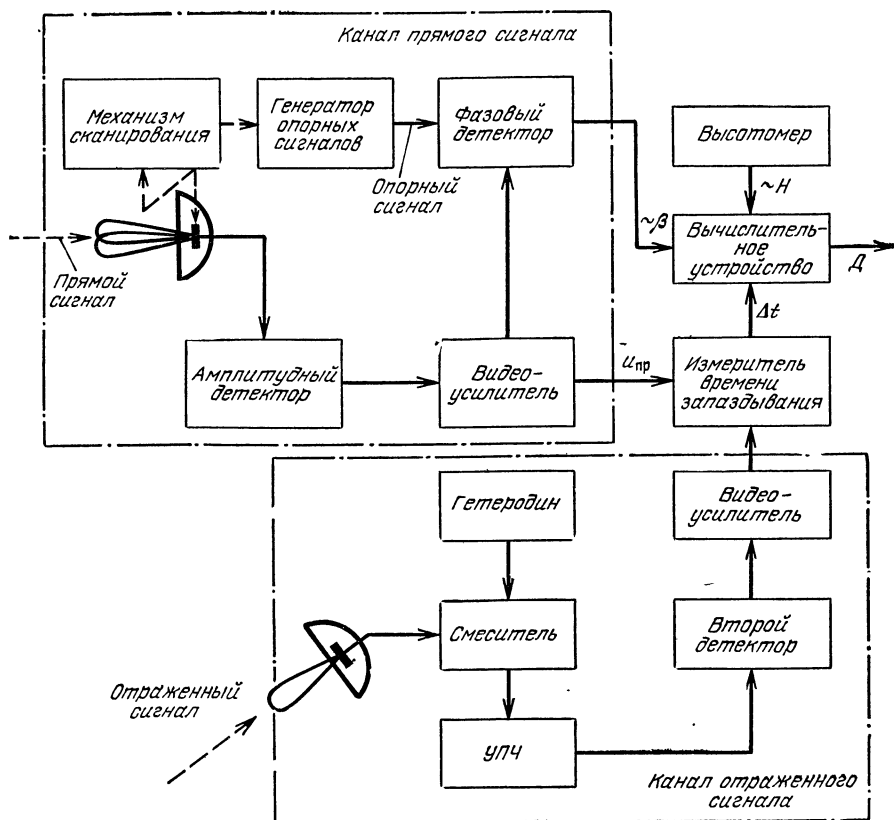 Канал прямого сигнала
Механизм
сканирования
Генератор
опорных
сигналов
Фазовый
детектор
Высотомер
Опорный
сигнал
~H
~β
Вычислитель-
ное
устройство
Д
Прямой
сигнал
Δt
Амплитудный
детектор
Видео-
усилитель
uпр
Измеритель
времени
запаздывания
Гетеродин
Видео-
усилитель
Смеситель
Второй
детектор
Отраженный
сигнал
УПЧ
Канал отраженного
сигнала